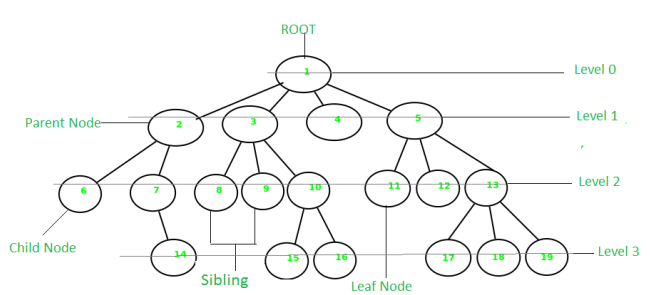 ROOT
1
Level 0
Parent Node
2
3
4
5
Level 1
6
7
8
9
10
11
12
13
Level 2
Child Node
14
15
16
17
18
19
Level 3
Sibling
Leaf Node